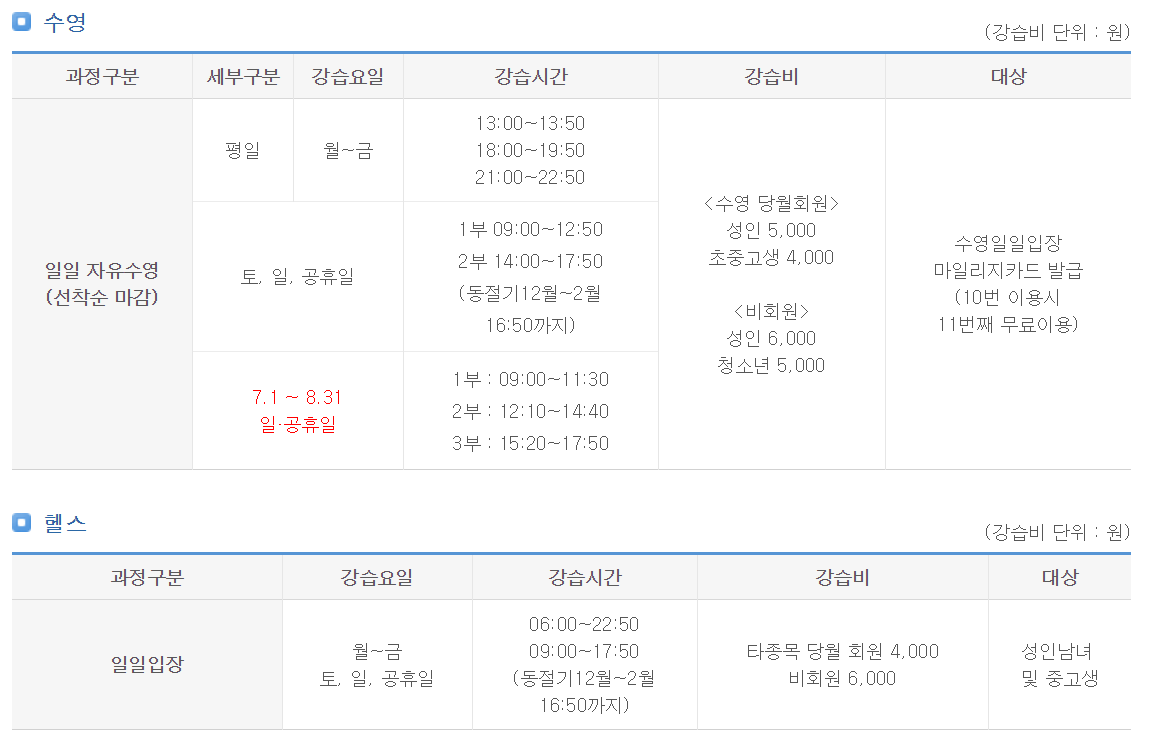 수영
(강습비 단위 : 원)
과정구분 세부구분 강습요일 강습시간 강습비 대상
일일 자유수영
(선착순 마감)
평일
월~금
13:00~13:50
18:00~19:50
21:00~22:50
토, 일, 공휴일
1부 09:00~12:50
2부 14:00~17:50
(동절기12월~2월
16:50까지)
7.1 ~ 8.31
일·공휴일
1부 : 09:00~11:30
2부 : 12:10~14:40
3부 : 15:20~17:50
<수영 당월회원>
성인 5,000
초중고생 4,000
<비회원>
성인 6,000
청소년 5,000
수영일일입장
마일리지카드 발급
(10번 이용시
11번째 무료이용)
헬스
(강습비 단위 : 원)
과정구분 강습요일 강습시간 강습비 대상
일일입장
월~금
토, 일, 공휴일
06:00~22:50
09:00~17:50
(동절기12월~2월
16:50까지)
타종목 당월 회원 4,000
비회원 6,000
성인남녀
및 중고생